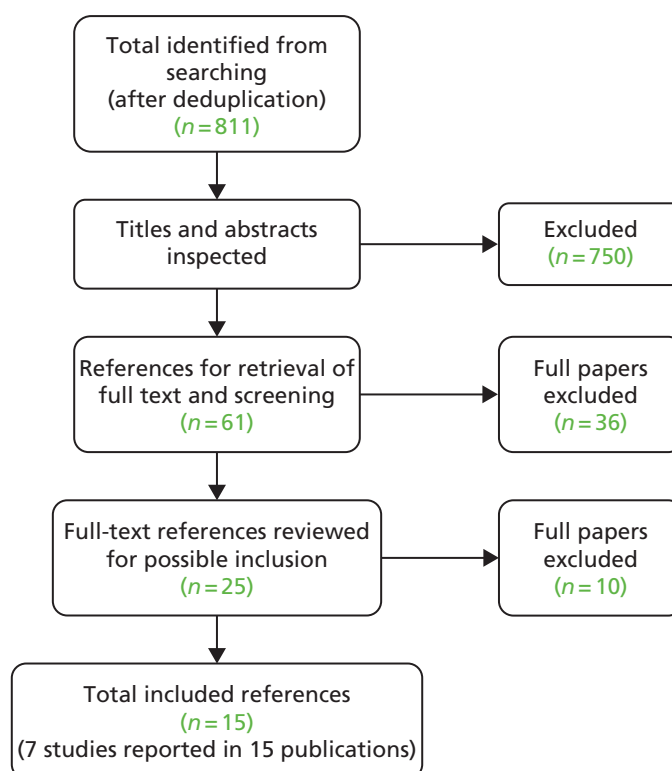 Total identified from
searching
(after deduplication)
(n=811)
Titles and abstracts
inspected
Excluded
(n=750)
References for retrieval of
full text and screening
(n=61)
Full papers
excluded
(n=36)
Full-text references reviewed
for possible inclusion
(n=25)
Full papers
excluded
(n=10)
Total included references
(n=15)
(7 studies reported in 15 publications)